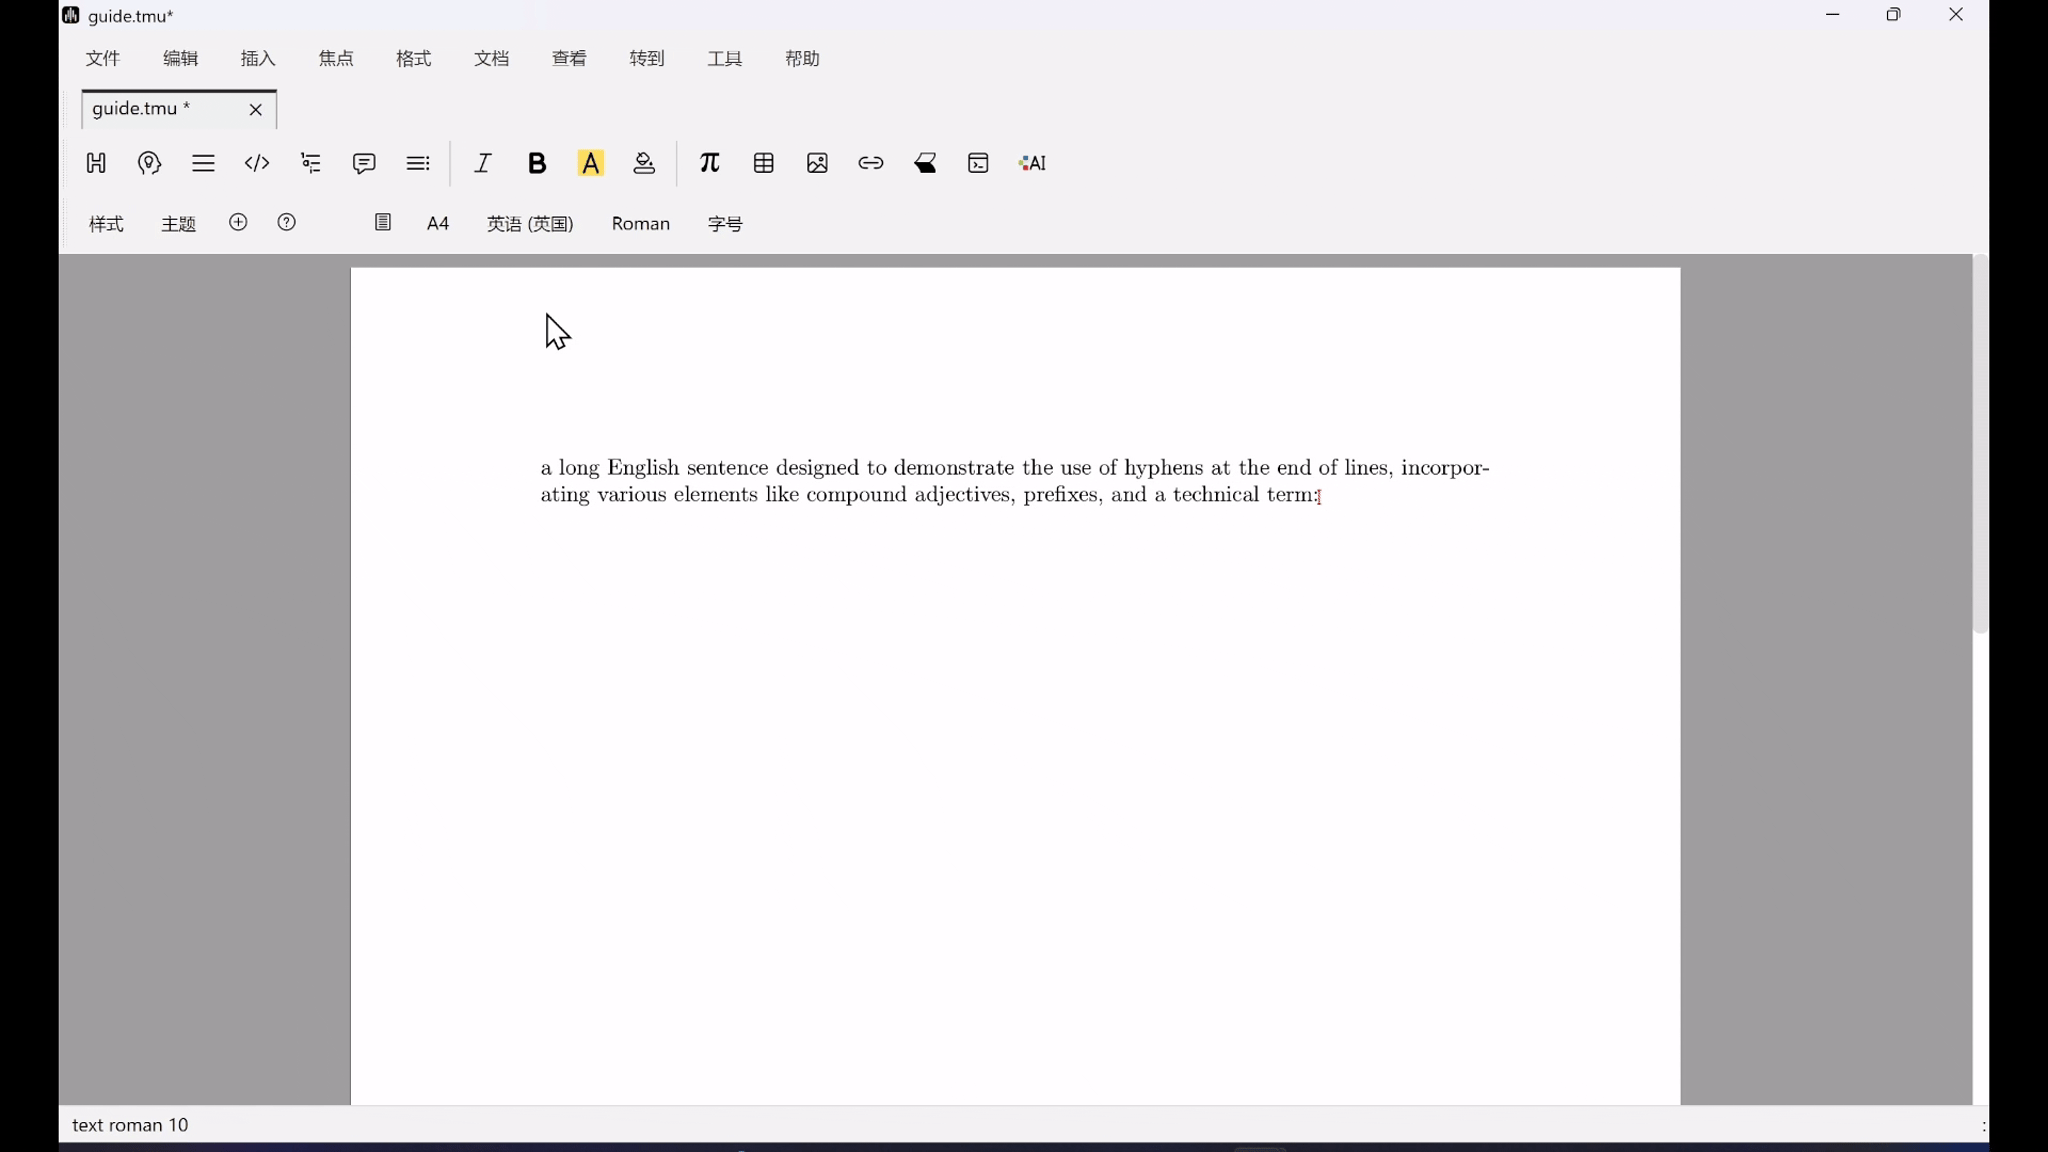 guide.tmu*
文件 编辑 插入 焦点 格式 文档 查看 转到 工具 帮助
guide.tmu *
AI
样式 主题 A4 英语 (英国) Roman 字号
a long English sentence designed to demonstrate the use of hyphens at the end of lines, incorpor-
ating various elements like compound adjectives, prefixes, and a technical term:
text roman 10
: